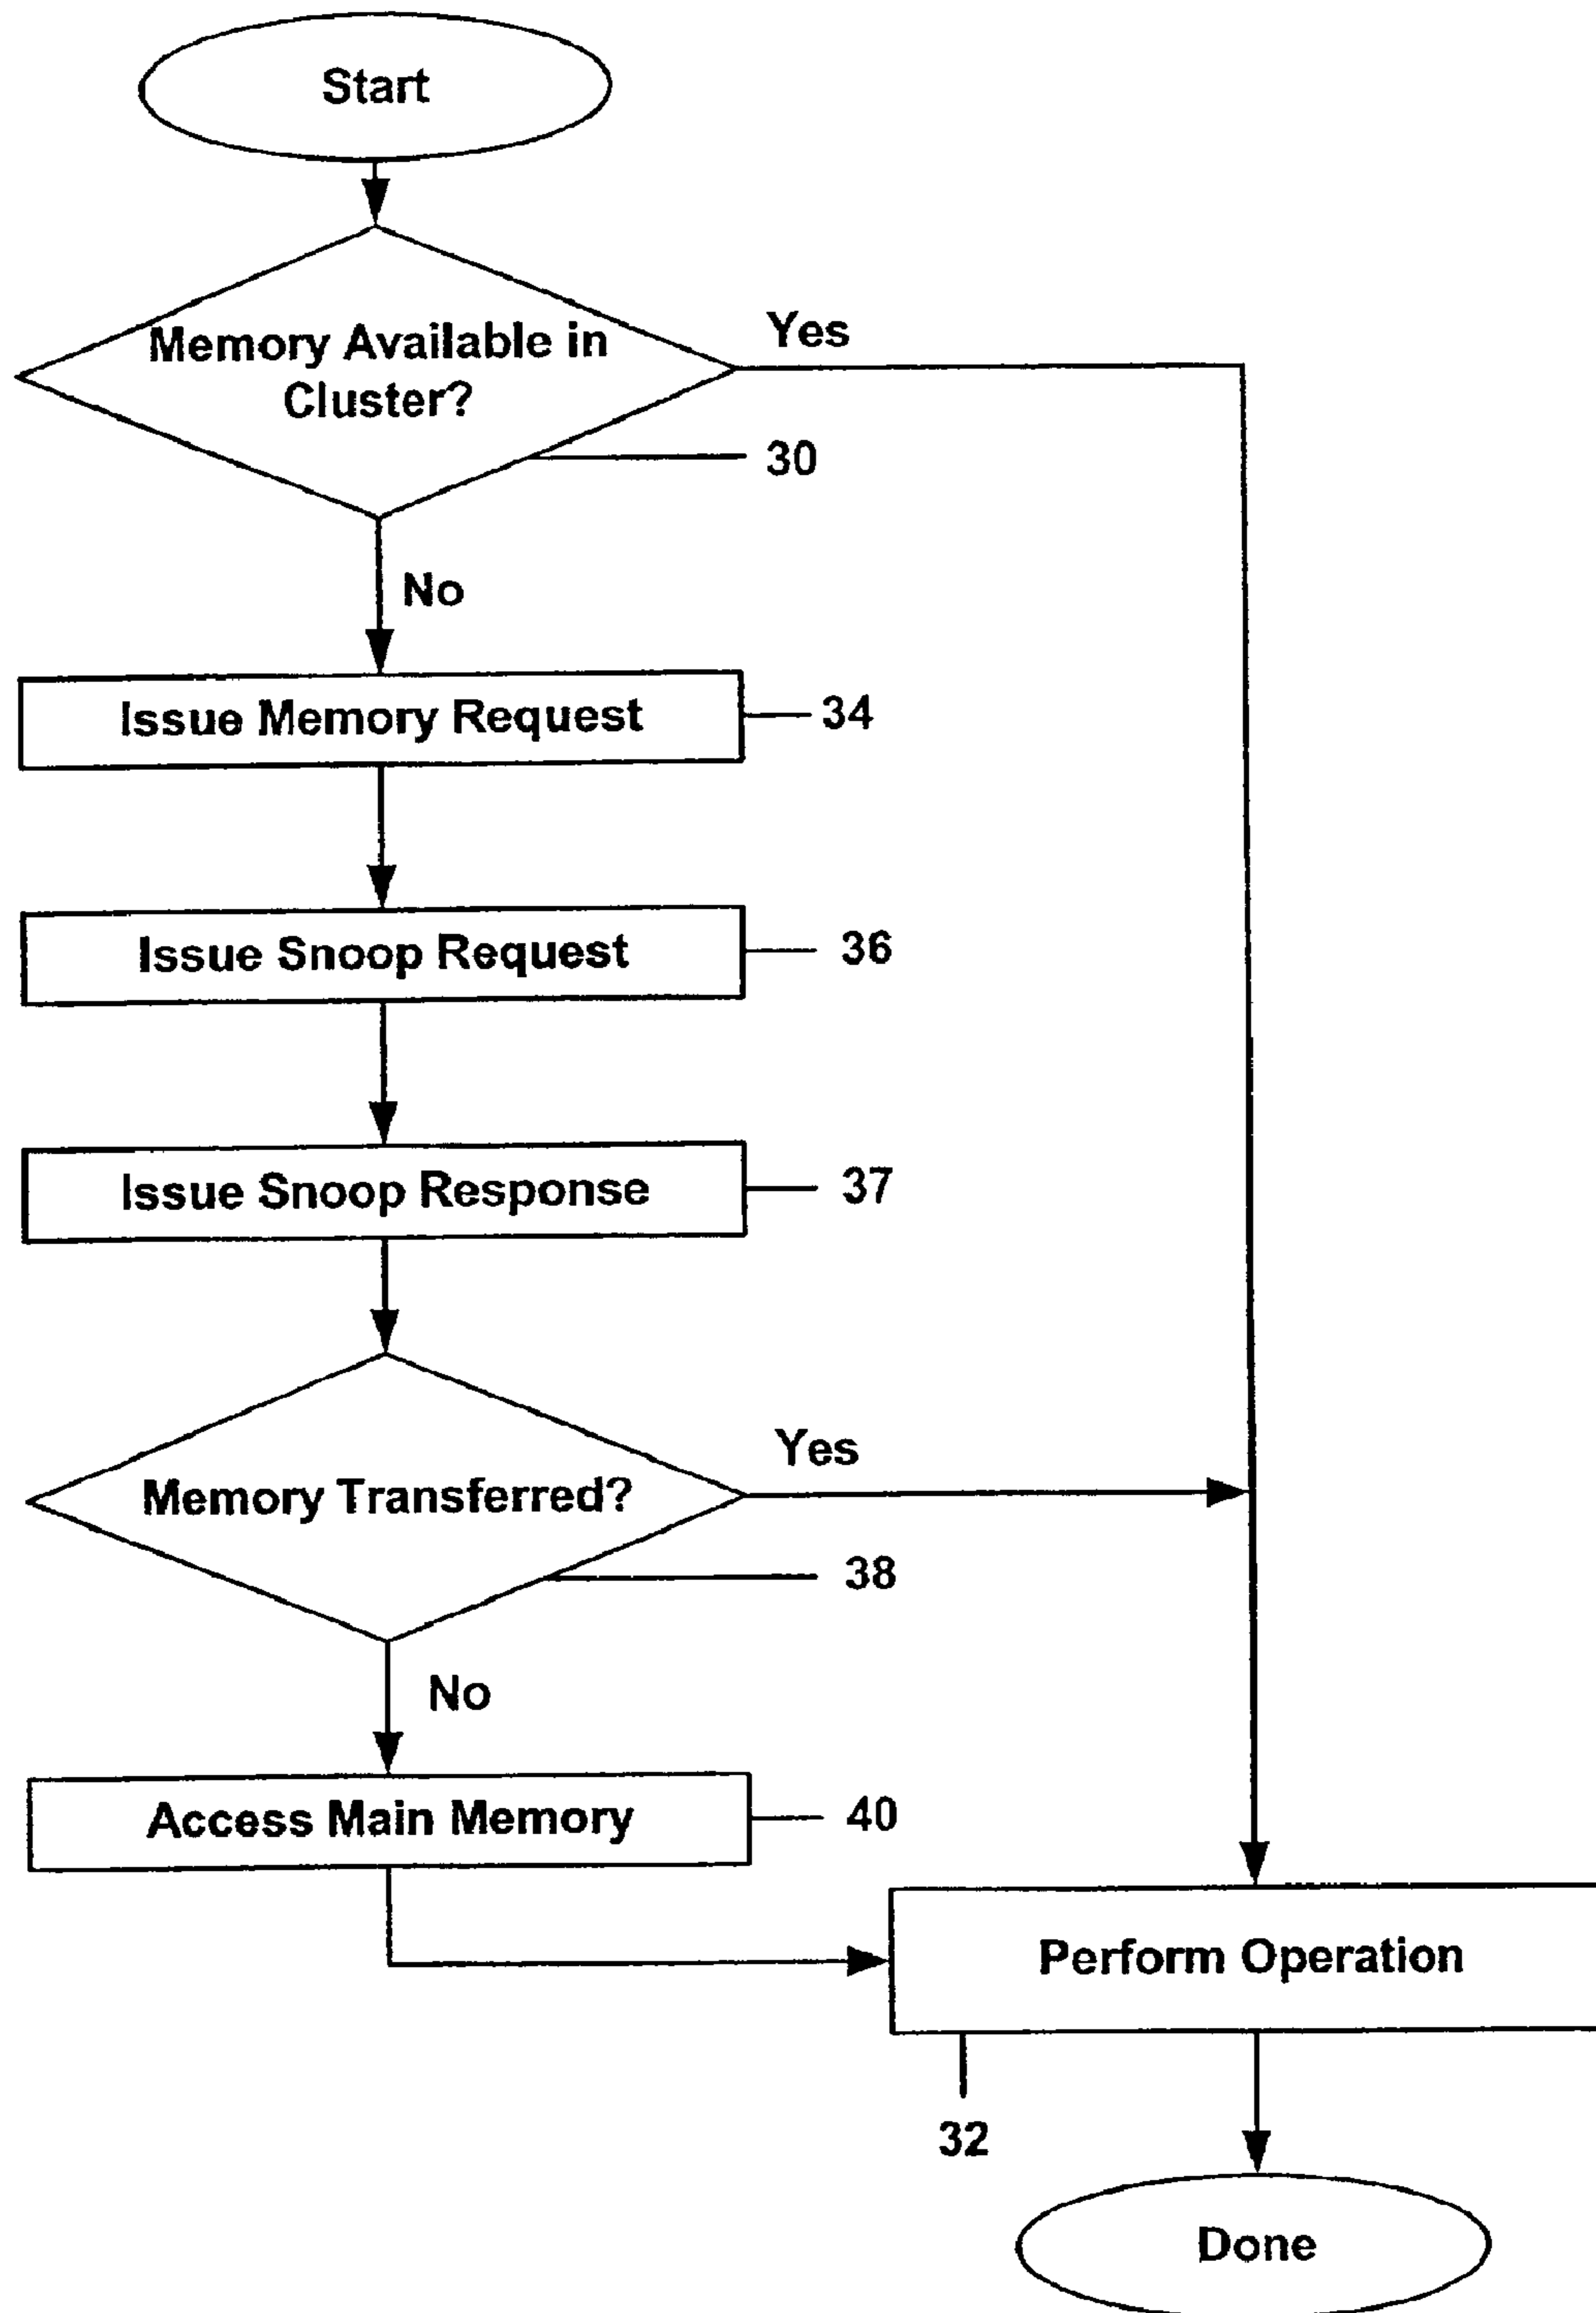 Start
Memory Available in
Cluster?
Yes
30
No
Issue Memory Request
34
Issue Snoop Request
36
Issue Snoop Response
37
Memory Transferred?
Yes
38
No
Access Main Memory
40
Perform Operation
32
Done